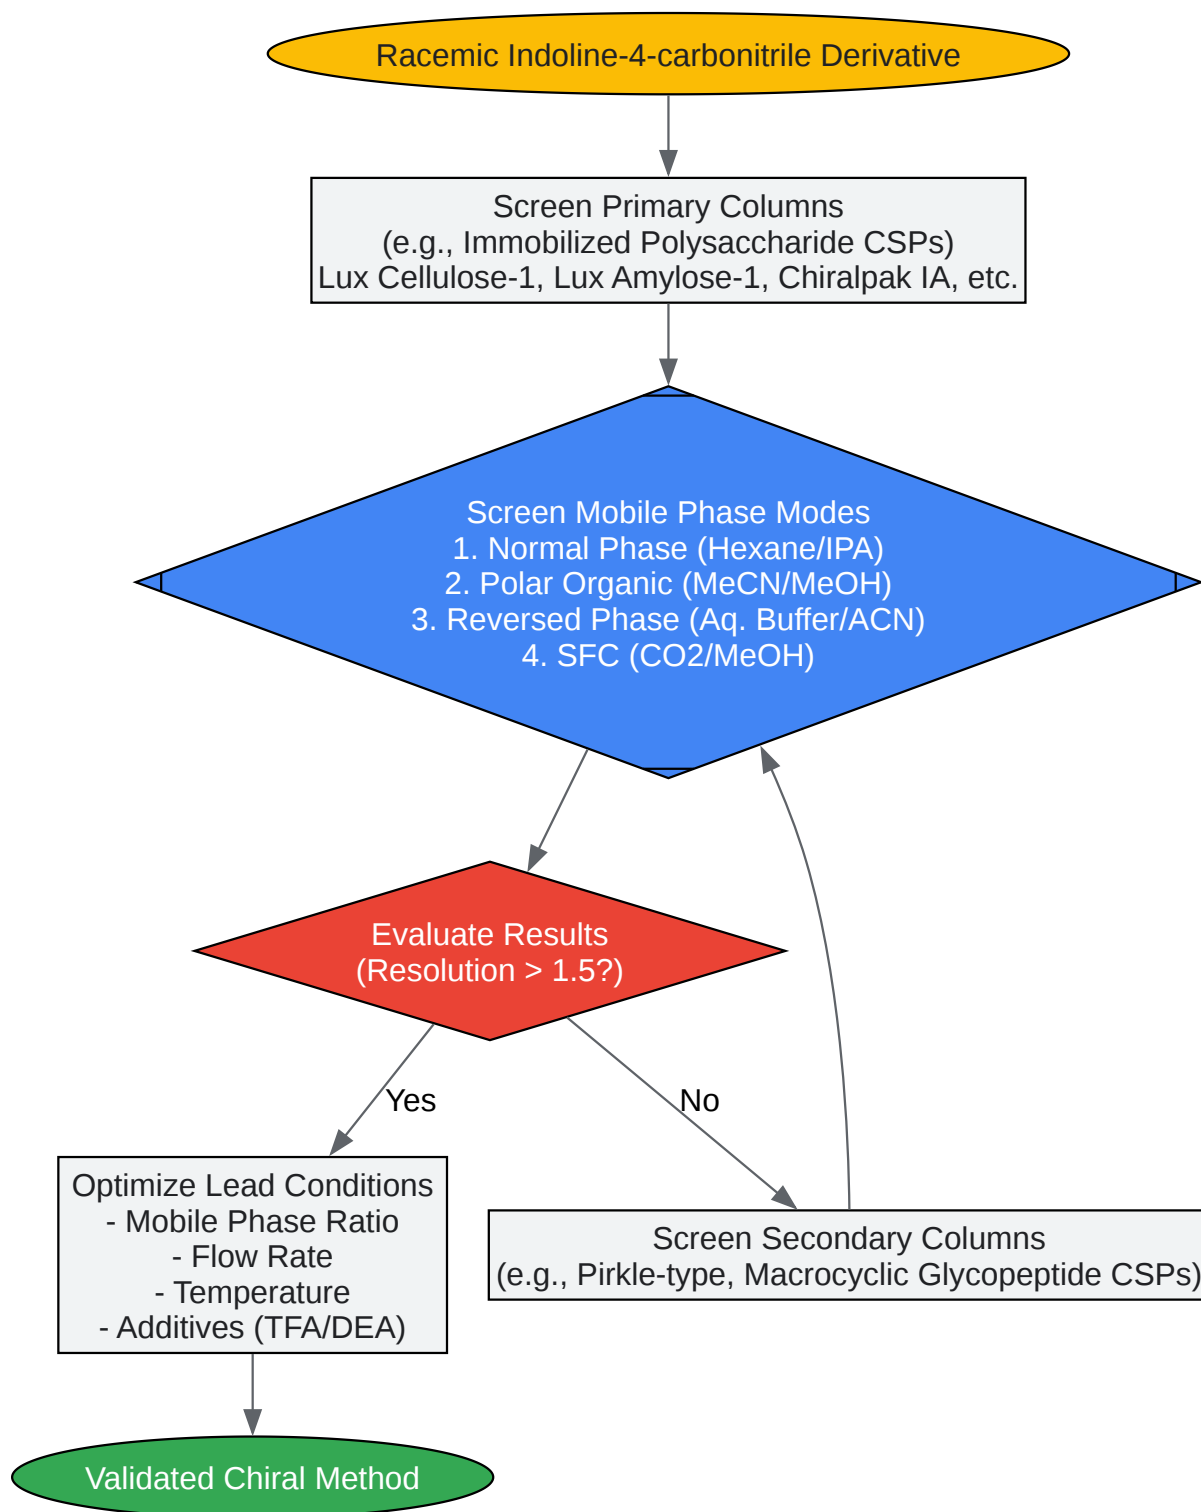 Racemic Indoline-4-carbonitrile Derivative
Screen Primary Columns
(e.g., Immobilized Polysaccharide CSPs)
Lux Cellulose-1, Lux Amylose-1, Chiralpak IA, etc.
Screen Mobile Phase Modes
1. Normal Phase (Hexane/IPA)
2. Polar Organic (MeCN/MeOH)
3. Reversed Phase (Aq. Buffer/ACN)
4. SFC (CO2/MeOH)
Evaluate Results
(Resolution > 1.5?)
Yes
No
Optimize Lead Conditions
- Mobile Phase Ratio
- Flow Rate
- Temperature
- Additives (TFA/DEA)
Screen Secondary Columns
(e.g., Pirkle-type, Macrocyclic Glycopeptide CSPs)
Validated Chiral Method